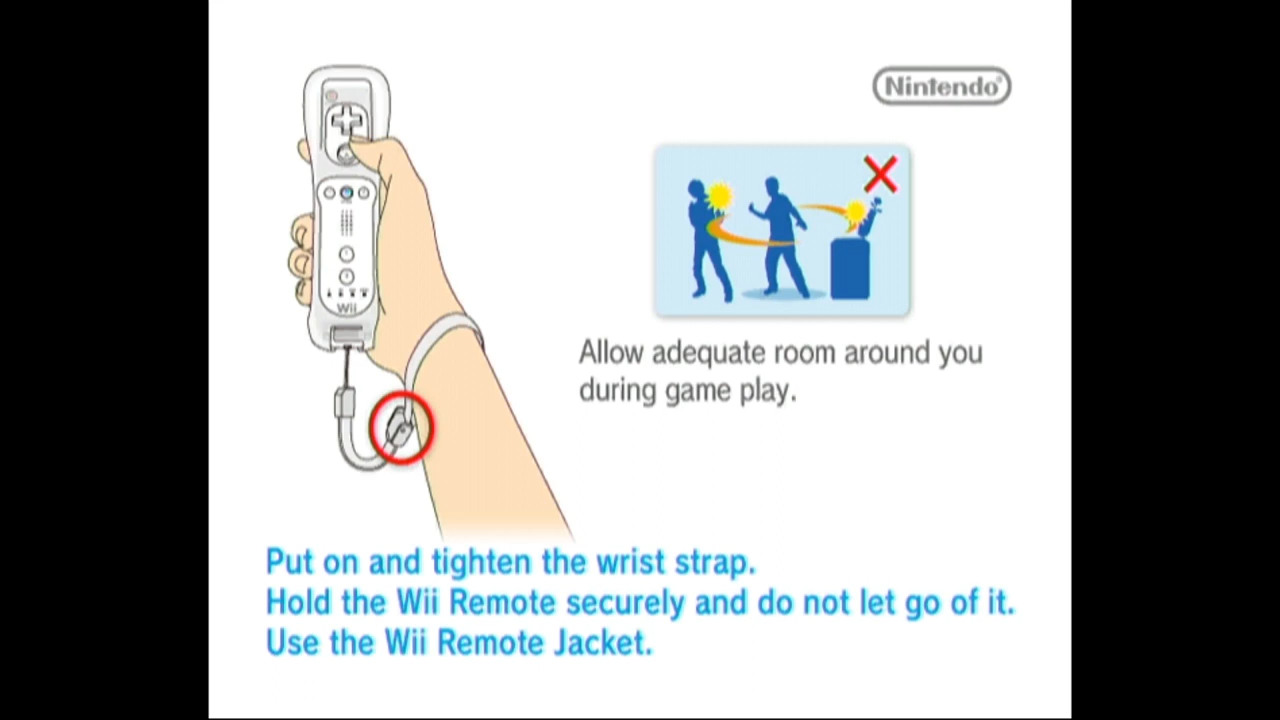 Nintendo®
Allow adequate room around you
during game play.
Wii
Put on and tighten the wrist strap.
Hold the Wii Remote securely and do not let go of it.
Use the Wii Remote Jacket.